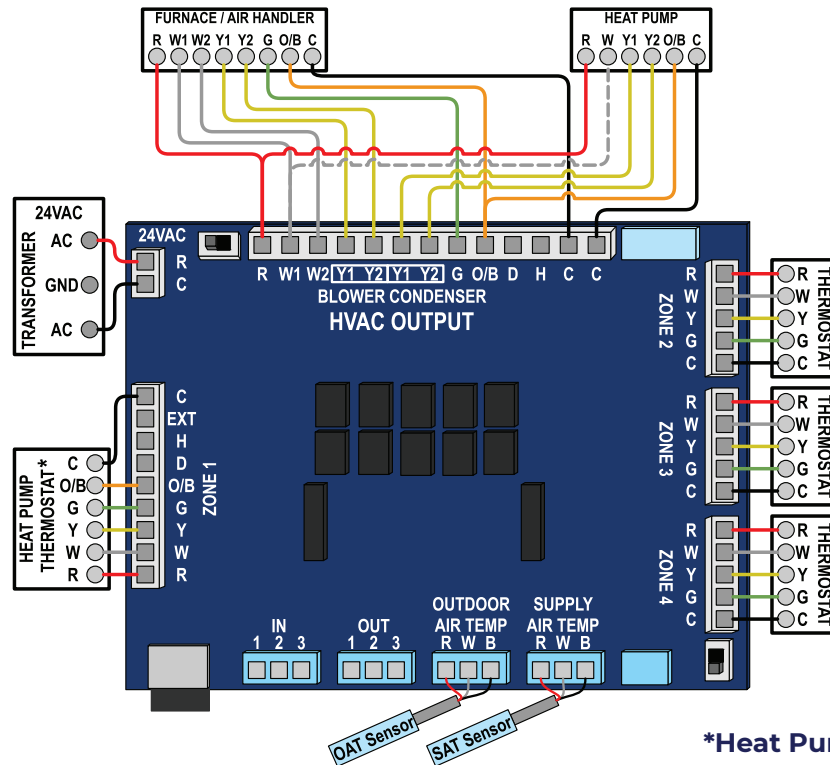 FURNACE / AIR HANDLER
R W1 W2 Y1 Y2 G O/B C
HEAT PUMP
R W Y1 Y2 O/B C
24VAC
AC
GND
AC
TRANSFORMER
24VAC
R
C
R W1 W2 Y1 Y2 Y1 Y2 G O/B D H C C
BLOWER CONDENSER
HVAC OUTPUT
C
EXT
H
D
O/B
G
Y
W
R
ZONE 1
HEAT PUMP
THERMOSTAT*
C
O/B
G
Y
W
R
R
W
Y
G
C
ZONE 2
R
W
Y
G
C
THERMOSTAT
R
W
Y
G
C
ZONE 3
R
W
Y
G
C
THERMOSTAT
R
W
Y
G
C
ZONE 4
R
W
Y
G
C
THERMOSTAT
IN
1 2 3
OUT
1 2 3
OUTDOOR
AIR TEMP
R W B
SUPPLY
AIR TEMP
R W B
OAT Sensor
SAT Sensor
*Heat Pur